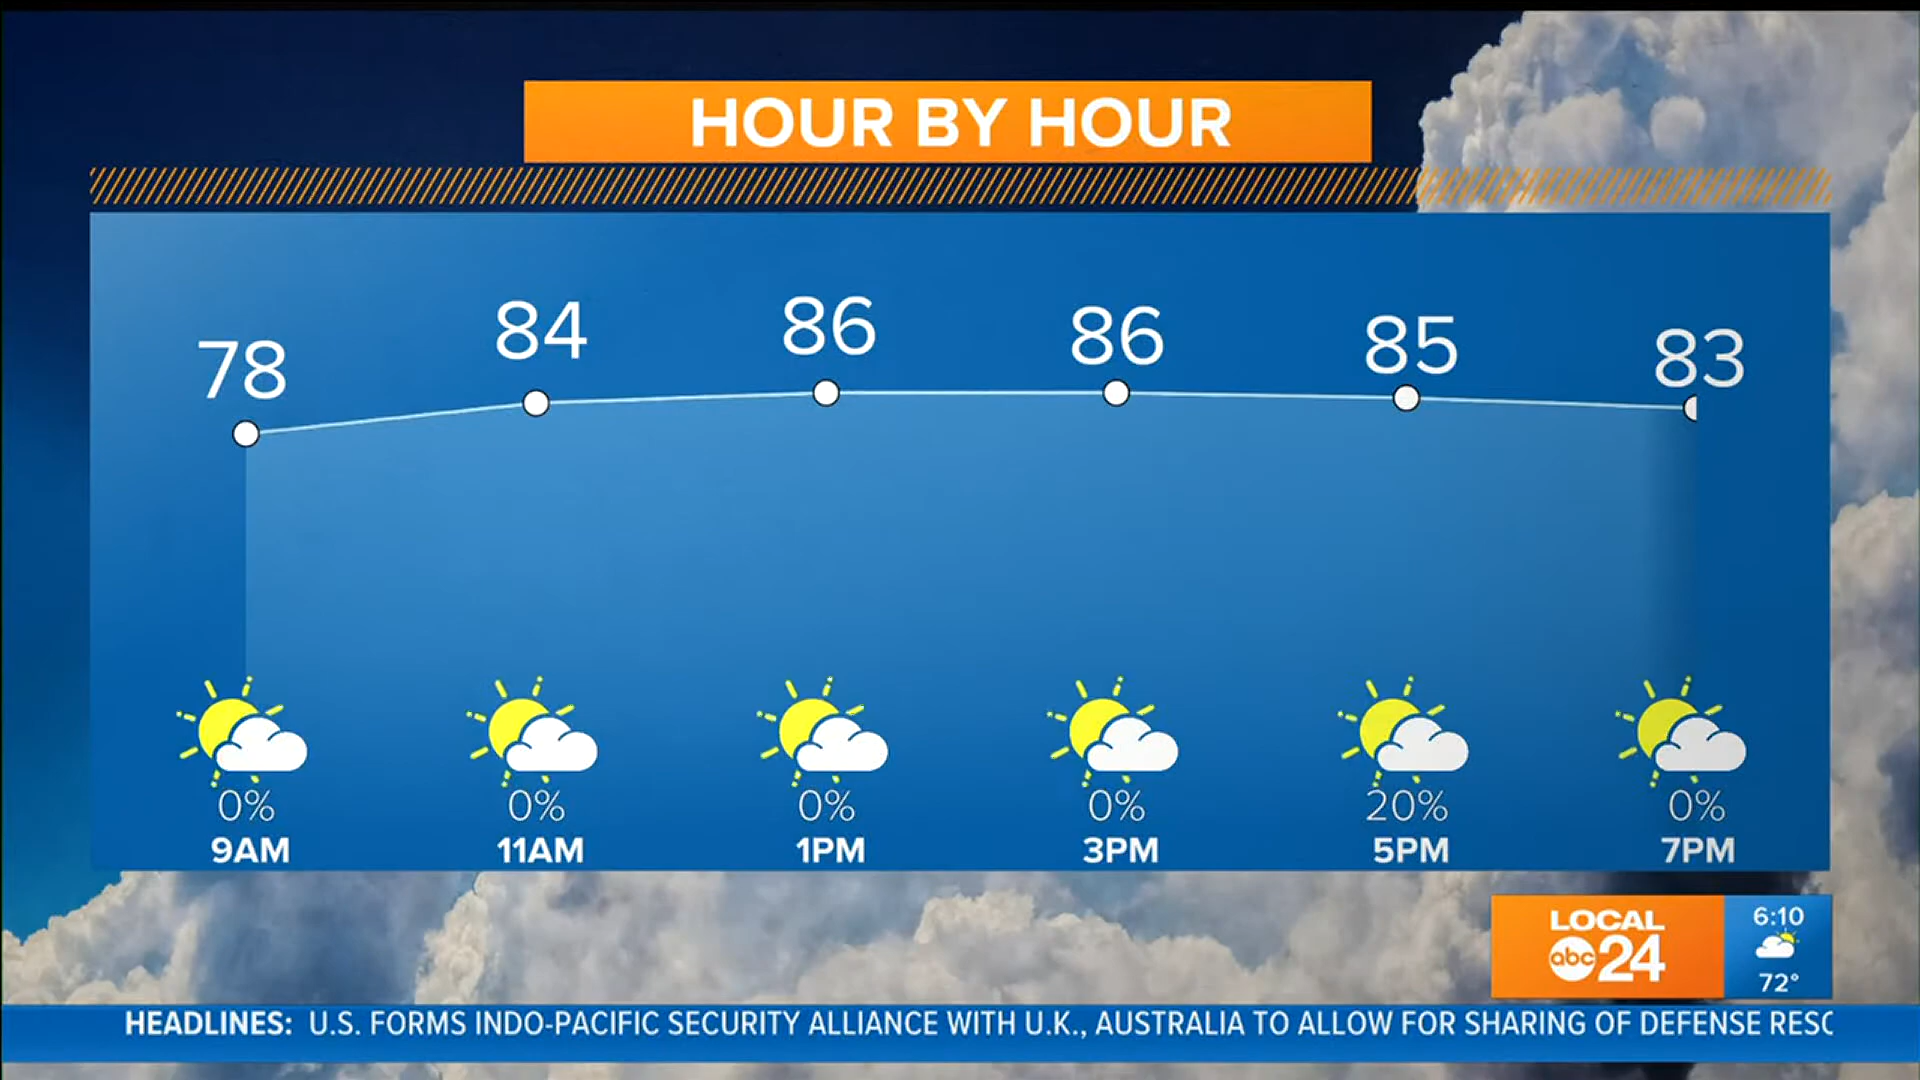 HOUR BY HOUR
78 84 86 86 85 83
0% 0% 0% 0% 20% 0%
9AM 11AM 1PM 3PM 5PM 7PM
LOCAL
abc 24
6:10
72°
HEADLINES: U.S. FORMS INDO-PACIFIC SECURITY ALLIANCE WITH U.K., AUSTRALIA TO ALLOW FOR SHARING OF DEFENSE